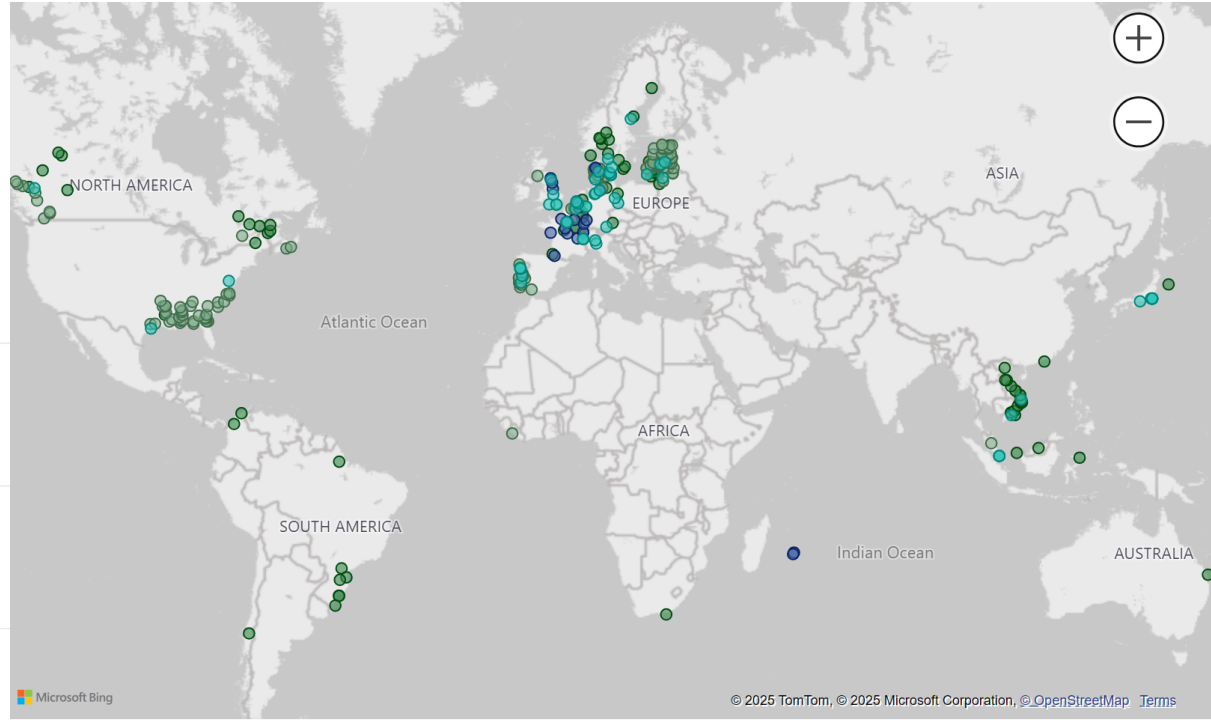 ASIA
NORTH AMERICA
EUROPE
Atlantic Ocean
AFRICA
SOUTH AMERICA
Indian Ocean
AUSTRALIA
Microsoft Bing
© 2025 TomTom, © 2025 Microsoft Corporation, © OpenStreetMap Terms